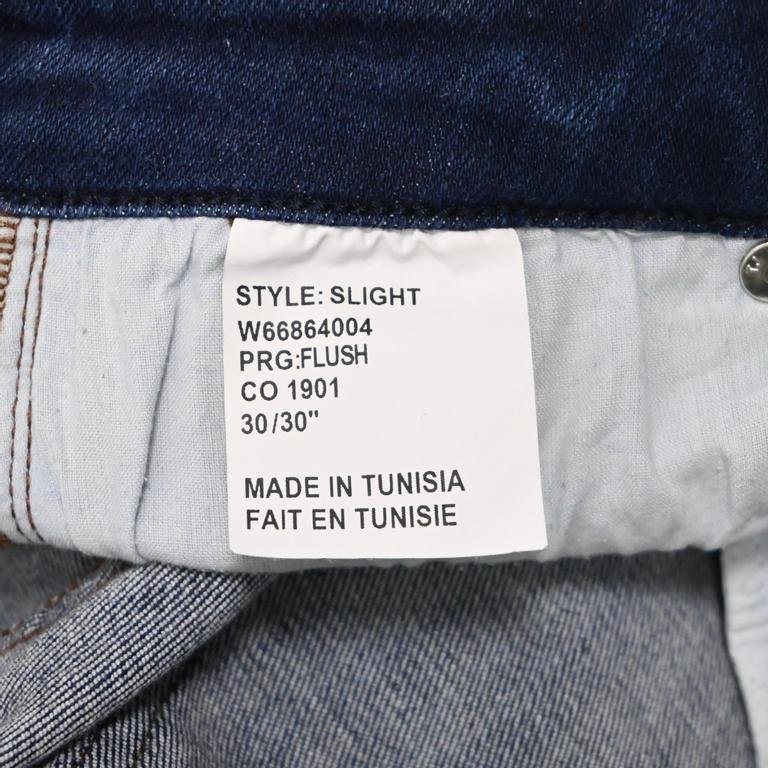 STYLE: SLIGHT
W66864004
PRG:FLUSH
CO 1901
30/30"
MADE IN TUNISIA
FAIT EN TUNISIE